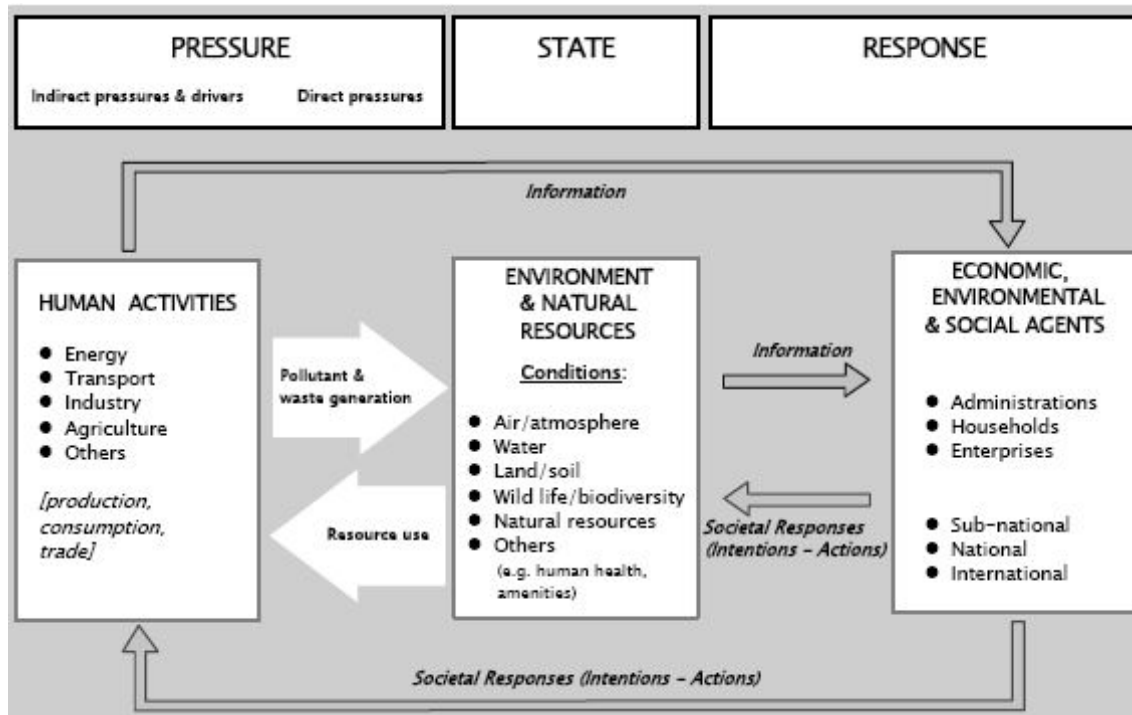 PRESSURE
Indirect pressures & drivers Direct pressures
STATE
RESPONSE
Information
HUMAN ACTIVITIES
● Energy
● Transport
● Industry
● Agriculture
● Others
[production,
consumption,
trade]
Pollutant &
waste generation
Resource use
ENVIRONMENT
& NATURAL
RESOURCES
Conditions:
● Air/atmosphere
● Water
● Land/soil
● Wild life/biodiversity
● Natural resources
● Others
(e.g. human health,
amenities)
Information
Societal Responses
(Intentions – Actions)
ECONOMIC,
ENVIRONMENTAL
& SOCIAL AGENTS
● Administrations
● Households
● Enterprises
● Sub-national
● National
● International
Societal Responses (Intentions – Actions)